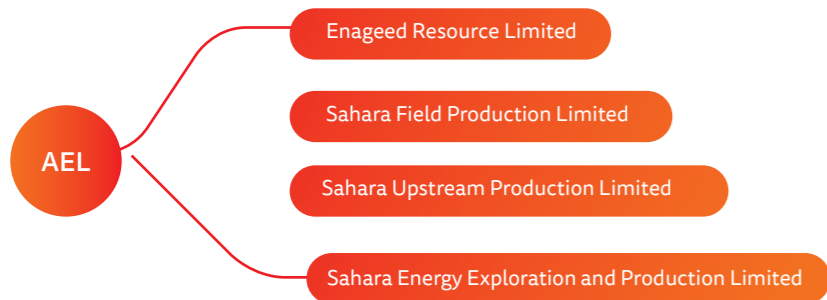 Enageed Resource Limited
Sahara Field Production Limited
AEL
Sahara Upstream Production Limited
Sahara Energy Exploration and Production Limited